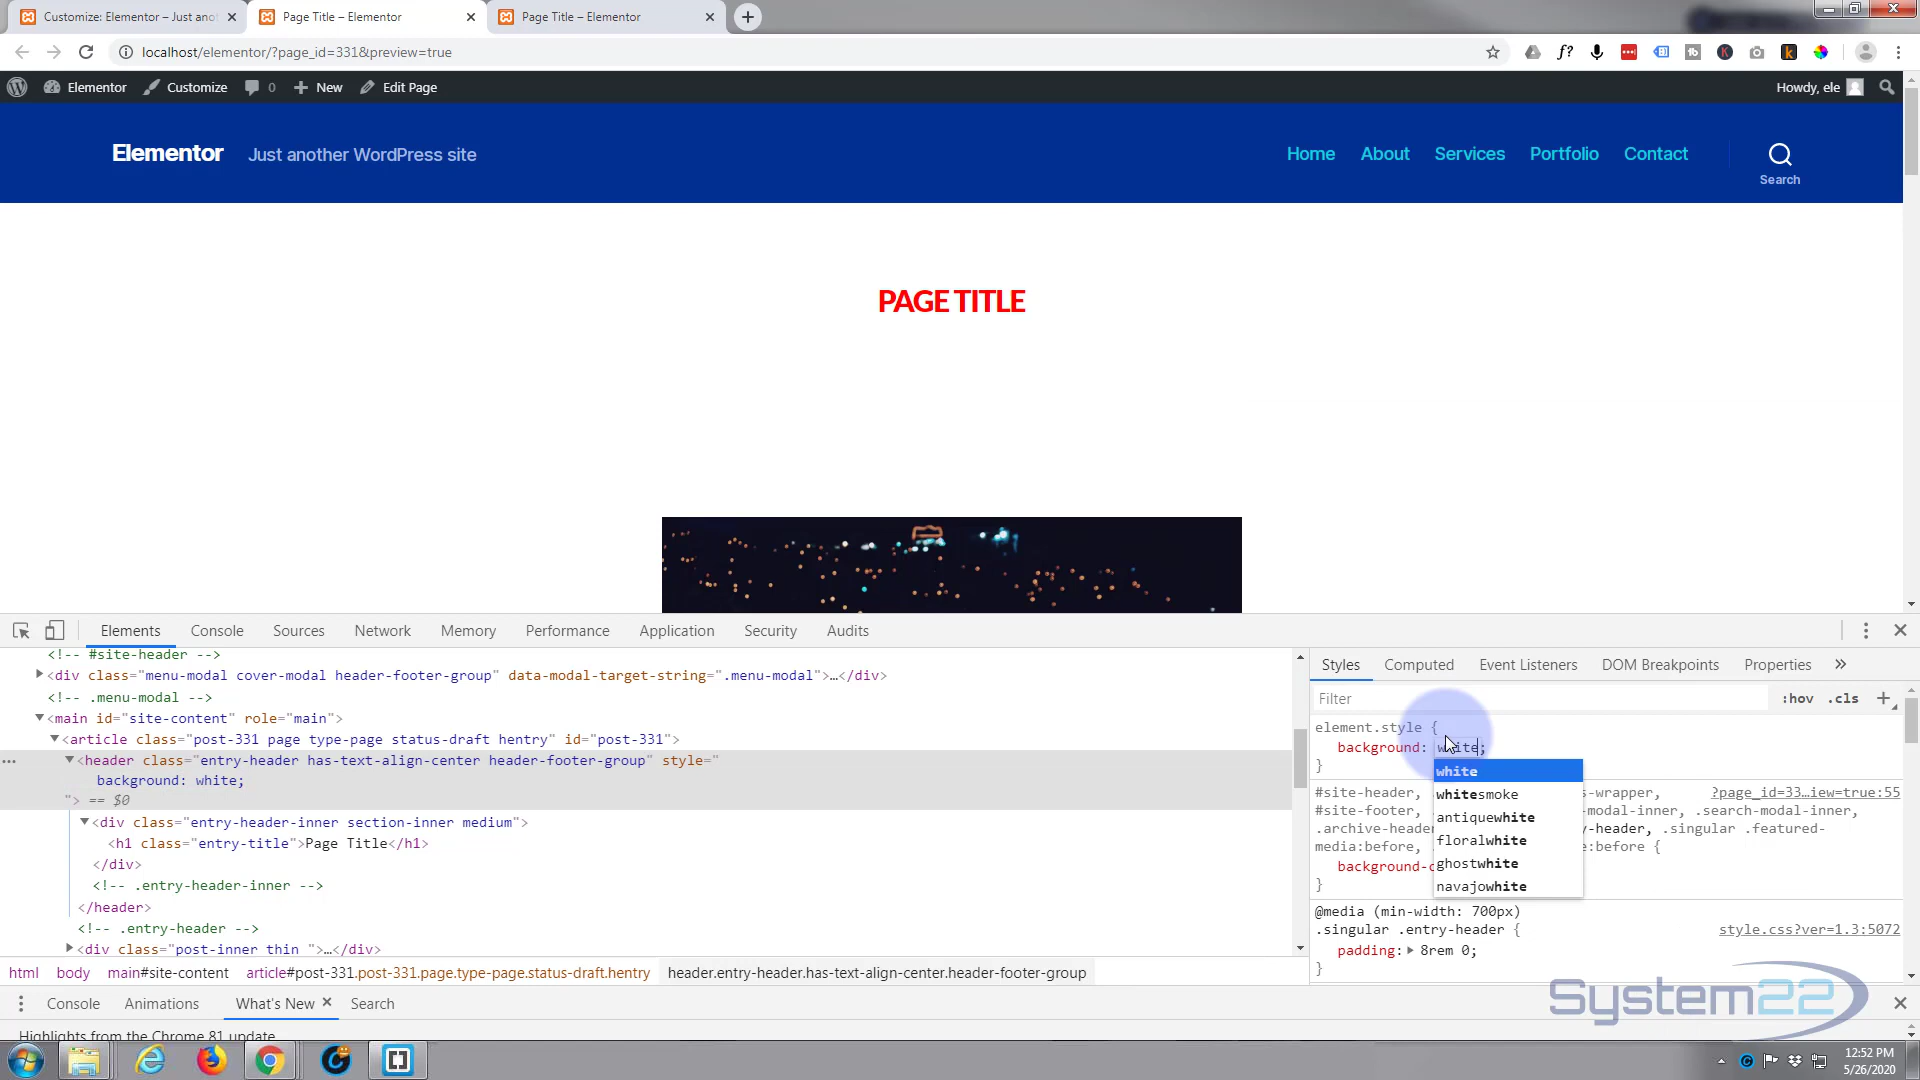 Customize: Elementor – Just ano
Page Title – Elementor
Page Title – Elementor
localhost/elementor/?page_id=331&preview=true
f?
tb
K
k
Elementor
Customize
0
New
Edit Page
Howdy, ele
Elementor
Just another WordPress site
Home
About
Services
Portfolio
Contact
Search
PAGE TITLE
Elements
Console
Sources
Network
Memory
Performance
Application
Security
Audits
<!-- #site-header -->
<div class="menu-modal cover-modal header-footer-group" data-modal-target-string=".menu-modal">…</div>
<!-- .menu-modal -->
<main id="site-content" role="main">
<article class="post-331 page type-page status-draft hentry" id="post-331">
<header class="entry-header has-text-align-center header-footer-group" style="
background: white;
"> == $0
<div class="entry-header-inner section-inner medium">
<h1 class="entry-title">Page Title</h1>
</div>
<!-- .entry-header-inner -->
</header>
<!-- .entry-header -->
<div class="post-inner thin ">…</div>
html
body
main#site-content
article#post-331.post-331.page.type-page.status-draft.hentry
header.entry-header.has-text-align-center.header-footer-group
Styles
Computed
Event Listeners
DOM Breakpoints
Properties
»
Filter
:hov
.cls
+
element.style {
background: white;
}
white
whitesmoke
antiquewhite
floralwhite
ghostwhite
navajowhite
#site-header, s-wrapper, ?page_id=33…iew=true:55
#site-footer, -modal-inner, .search-modal-inner,
.archive-header y-header, .singular .featured-
media:before, e:before {
background-c
}
@media (min-width: 700px)
.singular .entry-header { style.css?ver=1.3:5072
padding: 8rem 0;
}
Console
Animations
What's New
Search
Highlights from the Chrome 81 update
System22
12:52 PM
5/26/2020